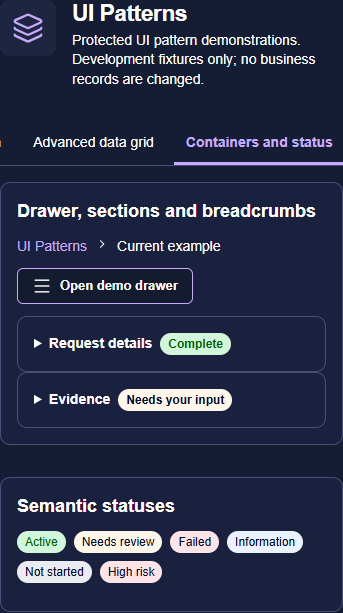 UI Patterns
Protected UI pattern demonstrations.
Development fixtures only; no business
records are changed.
Advanced data grid
Containers and status
Drawer, sections and breadcrumbs
UI Patterns > Current example
Open demo drawer
Request details Complete
Evidence Needs your input
Semantic statuses
Active Needs review Failed Information
Not started High risk